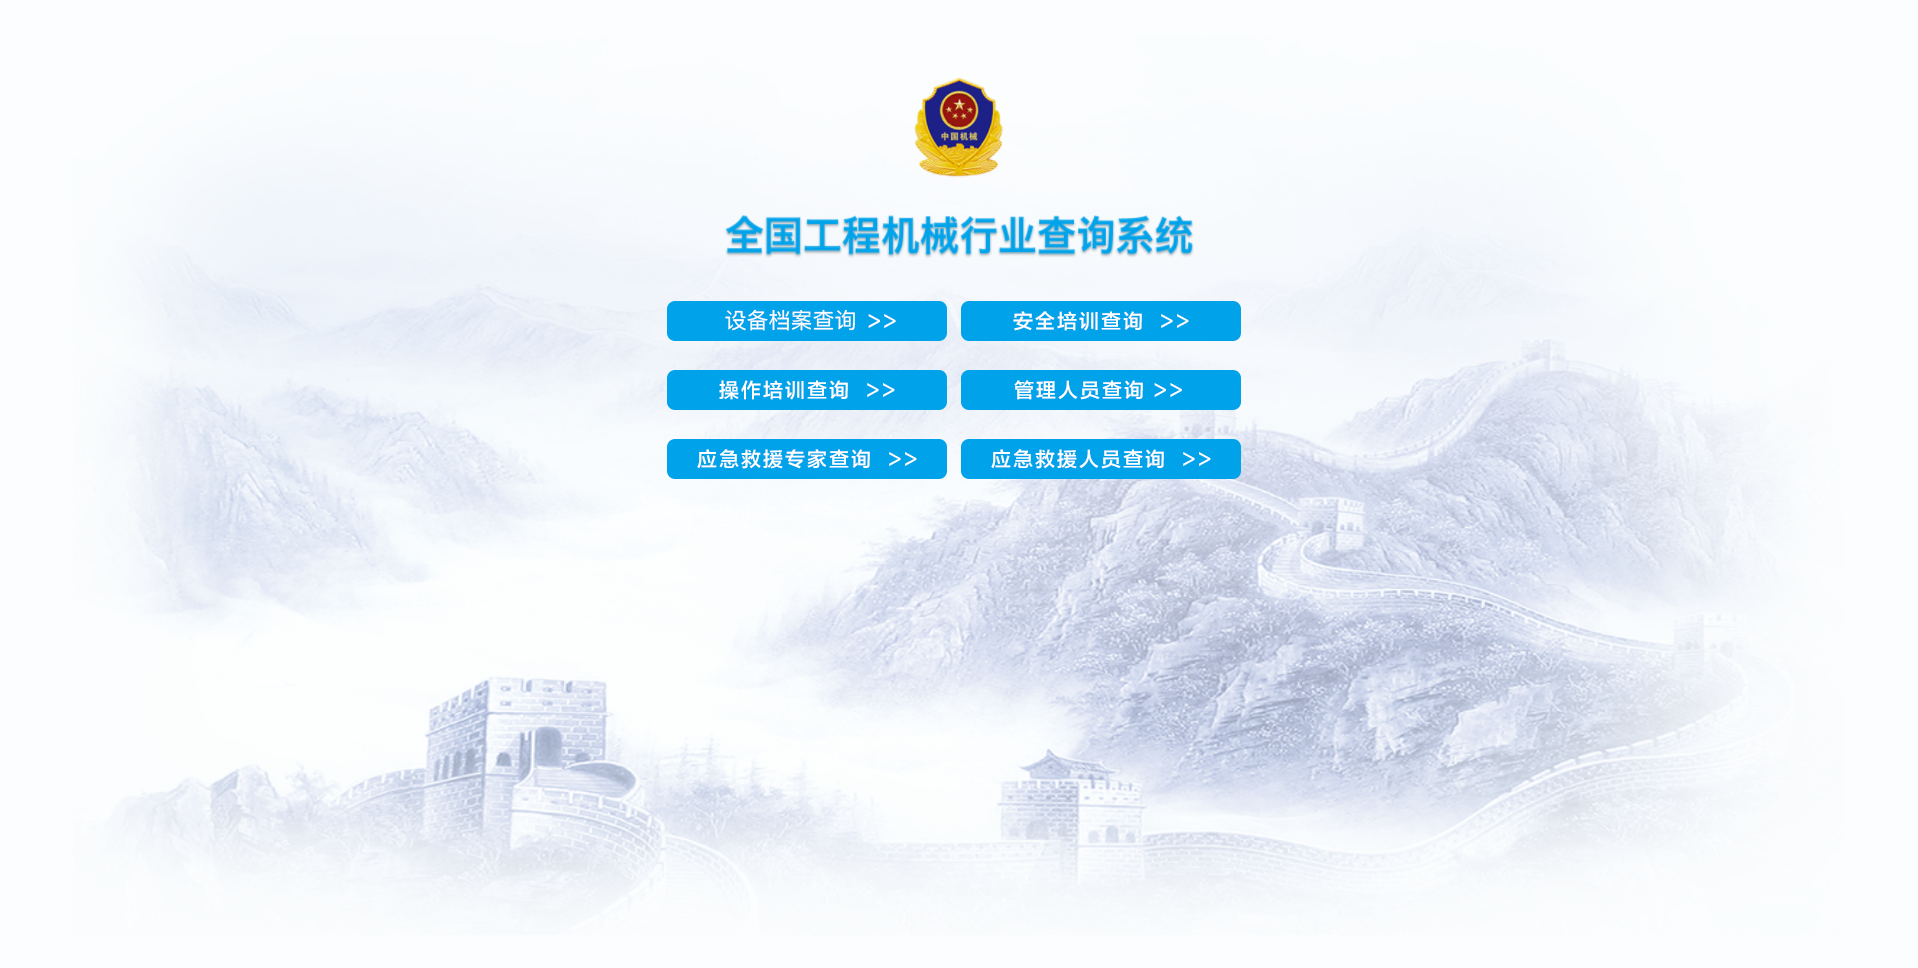 中国机械
全国工程机械行业查询系统
设备档案查询 >>
安全培训查询 >>
操作培训查询 >>
管理人员查询 >>
应急救援专家查询 >>
应急救援人员查询 >>